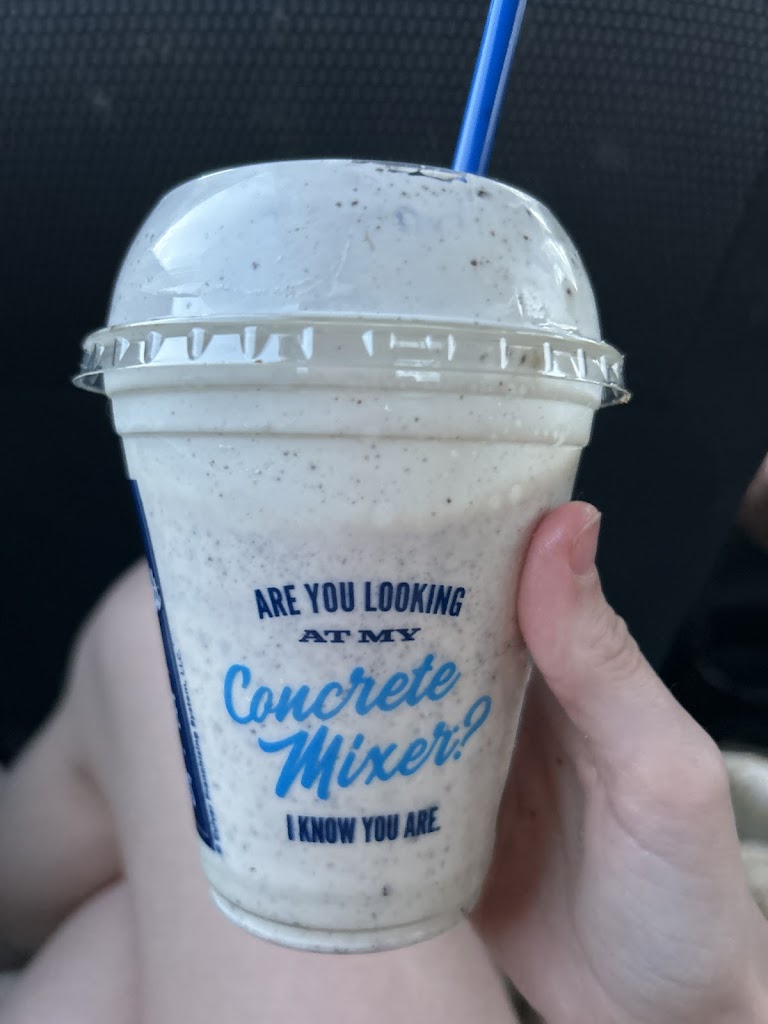 ARE YOU LOOKING
AT MY
Concrete
Mixer?
I KNOW YOU ARE.